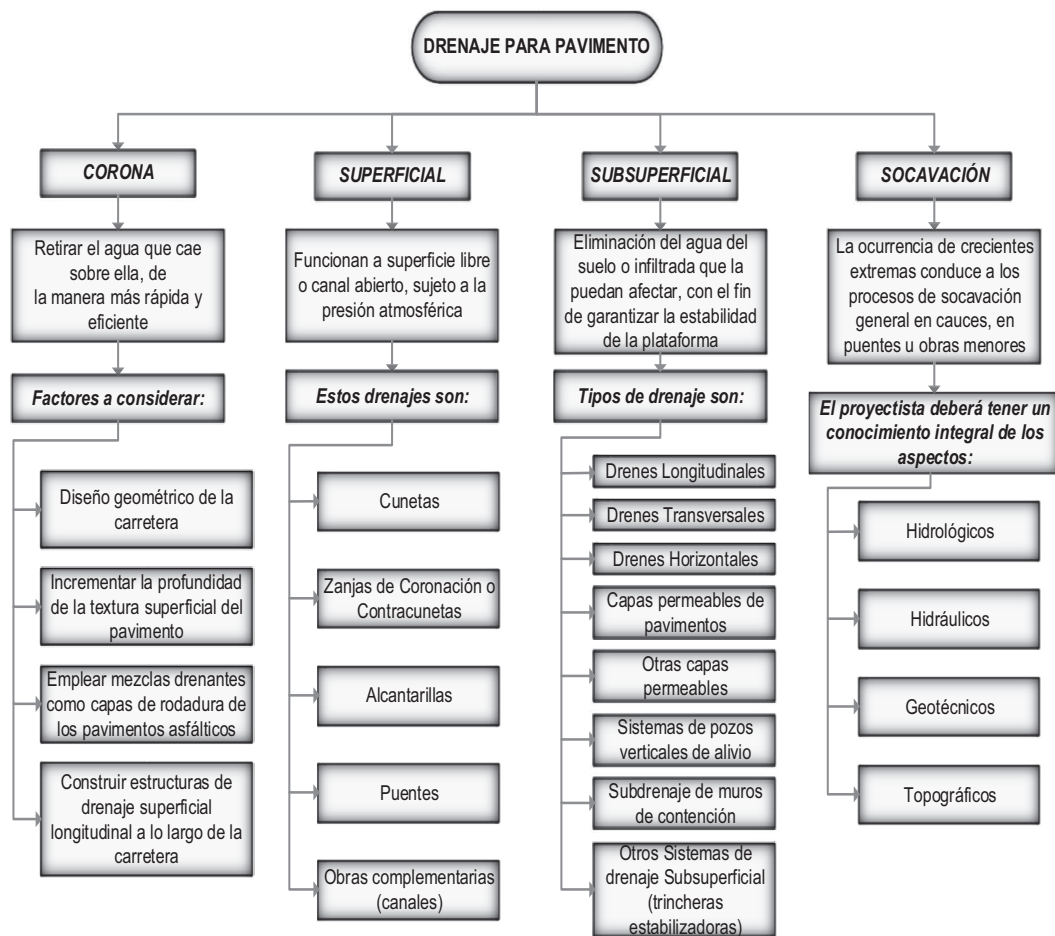 DRENAJE PARA PAVIMENTO
CORONA
Retirar el agua que cae
sobre ella, de
la manera más rápida y
eficiente
Factores a considerar:
Diseño geométrico de la
carretera
Incrementar la profundidad
de la textura superficial del
pavimento
Emplear mezclas drenantes
como capas de rodadura de
los pavimentos asfálticos
Construir estructuras de
drenaje superficial
longitudinal a lo largo de la
carretera
SUPERFICIAL
Funcionan a superficie libre
o canal abierto, sujeto a la
presión atmosférica
Estos drenajes son:
Cunetas
Zanjas de Coronación o
Contracunetas
Alcantarillas
Puentes
Obras complementarias
(canales)
SUBSUPERFICIAL
Eliminación del agua del
suelo o infiltrada que la
puedan afectar, con el fin
de garantizar la estabilidad
de la plataforma
Tipos de drenaje son:
Drenes Longitudinales
Drenes Transversales
Drenes Horizontales
Capas permeables de
pavimentos
Otras capas
permeables
Sistemas de pozos
verticales de alivio
Subdrenaje de muros
de contención
Otros Sistemas de
drenaje Subsuperficial
(trincheras
estabilizadoras)
SOCAVACIÓN
La ocurrencia de crecientes
extremas conduce a los
procesos de socavación
general en cauces, en
puentes u obras menores
El proyectista deberá tener un
conocimiento integral de los
aspectos:
Hidrológicos
Hidráulicos
Geotécnicos
Topográficos